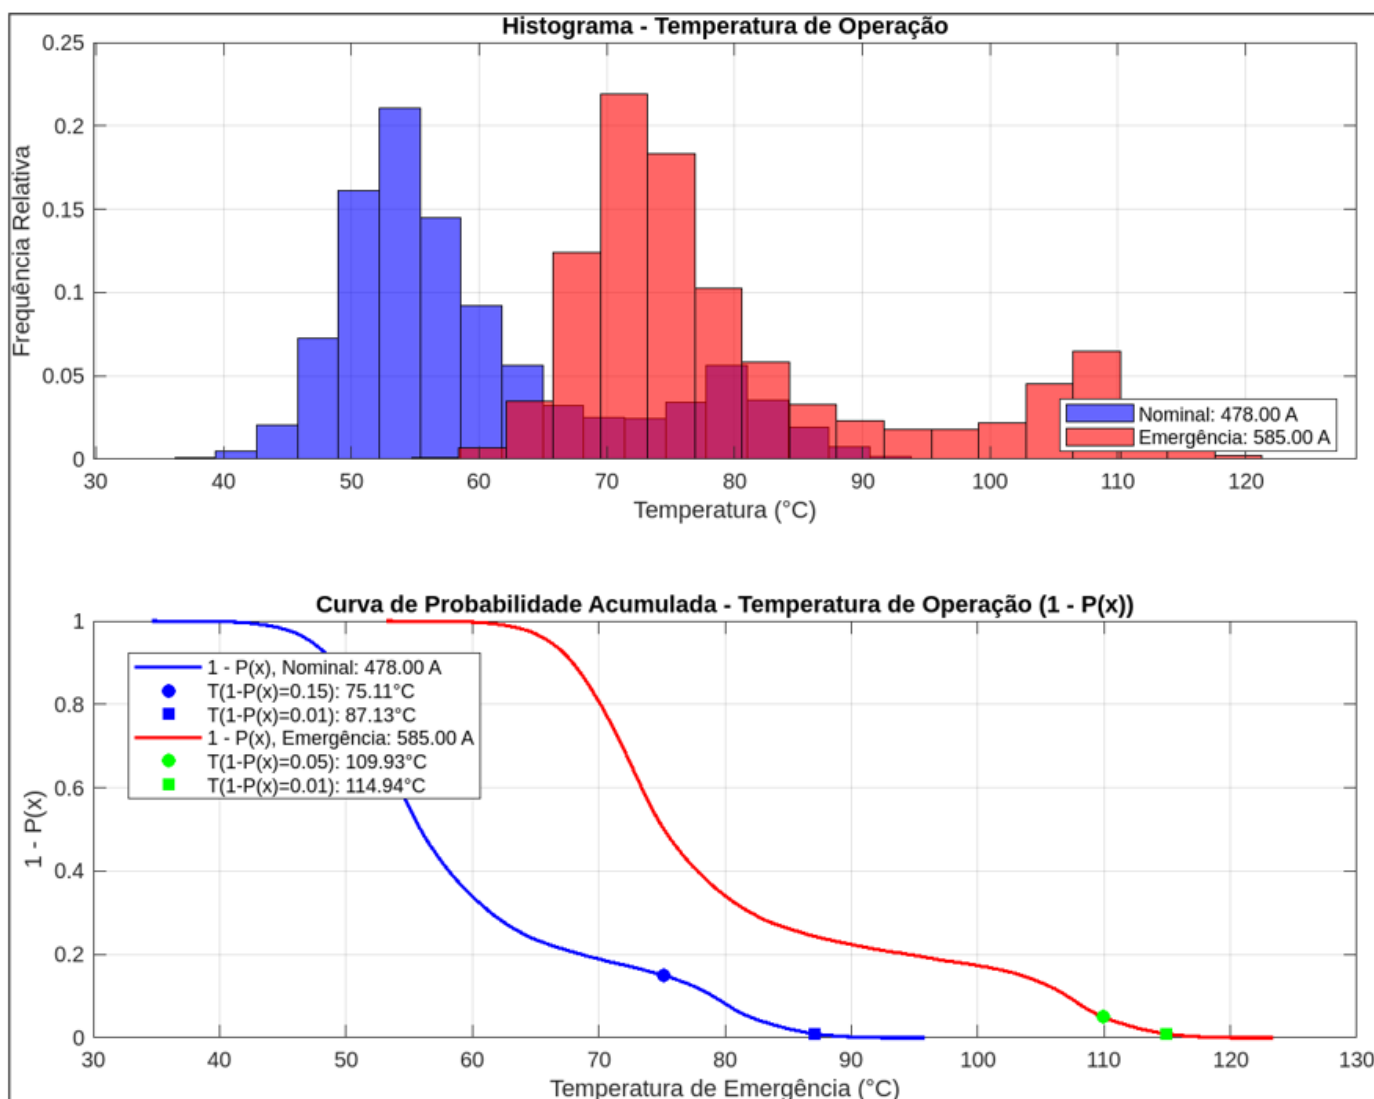 Histograma - Temperatura de Operação
0.25
0.2
0.15
0.1
0.05
0
Frequência Relativa
Nominal: 478.00 A
Emergência: 585.00 A
30 40 50 60 70 80 90 100 110 120
Temperatura (°C)
Curva de Probabilidade Acumulada - Temperatura de Operação (1 - P(x))
1
0.8
0.6
0.4
0.2
0
1 - P(x)
1 - P(x), Nominal: 478.00 A
T(1-P(x)=0.15): 75.11°C
T(1-P(x)=0.01): 87.13°C
1 - P(x), Emergência: 585.00 A
T(1-P(x)=0.05): 109.93°C
T(1-P(x)=0.01): 114.94°C
30 40 50 60 70 80 90 100 110 120 130
Temperatura de Emergência (°C)